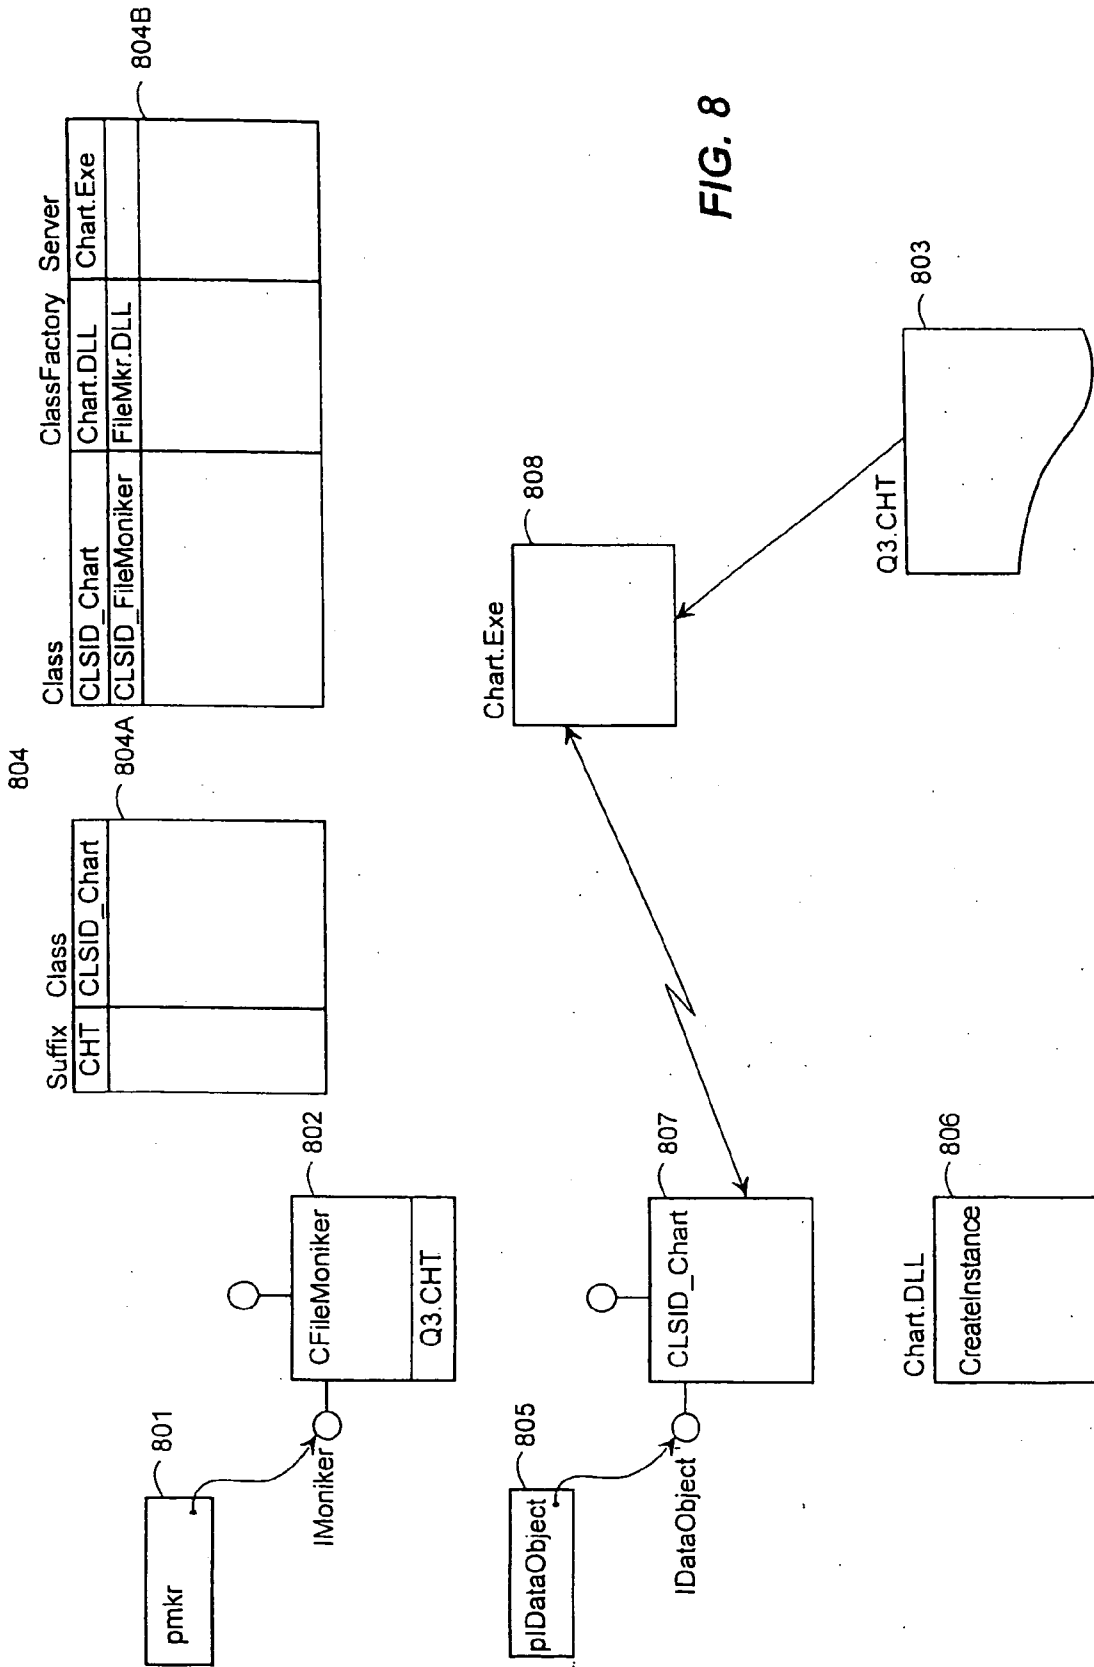 804
Suffix Class
CHT CLSID_Chart
804A
Class ClassFactory Server
CLSID_Chart Chart.DLL Chart.Exe
CLSID_FileMoniker FileMkr.DLL
804B
pmkr
801
IMoniker
CFileMoniker
Q3.CHT
802
pIDataObject
805
IDataObject
CLSID_Chart
807
Chart.Exe
808
Chart.DLL
CreateInstance
806
Q3.CHT
803
FIG. 8